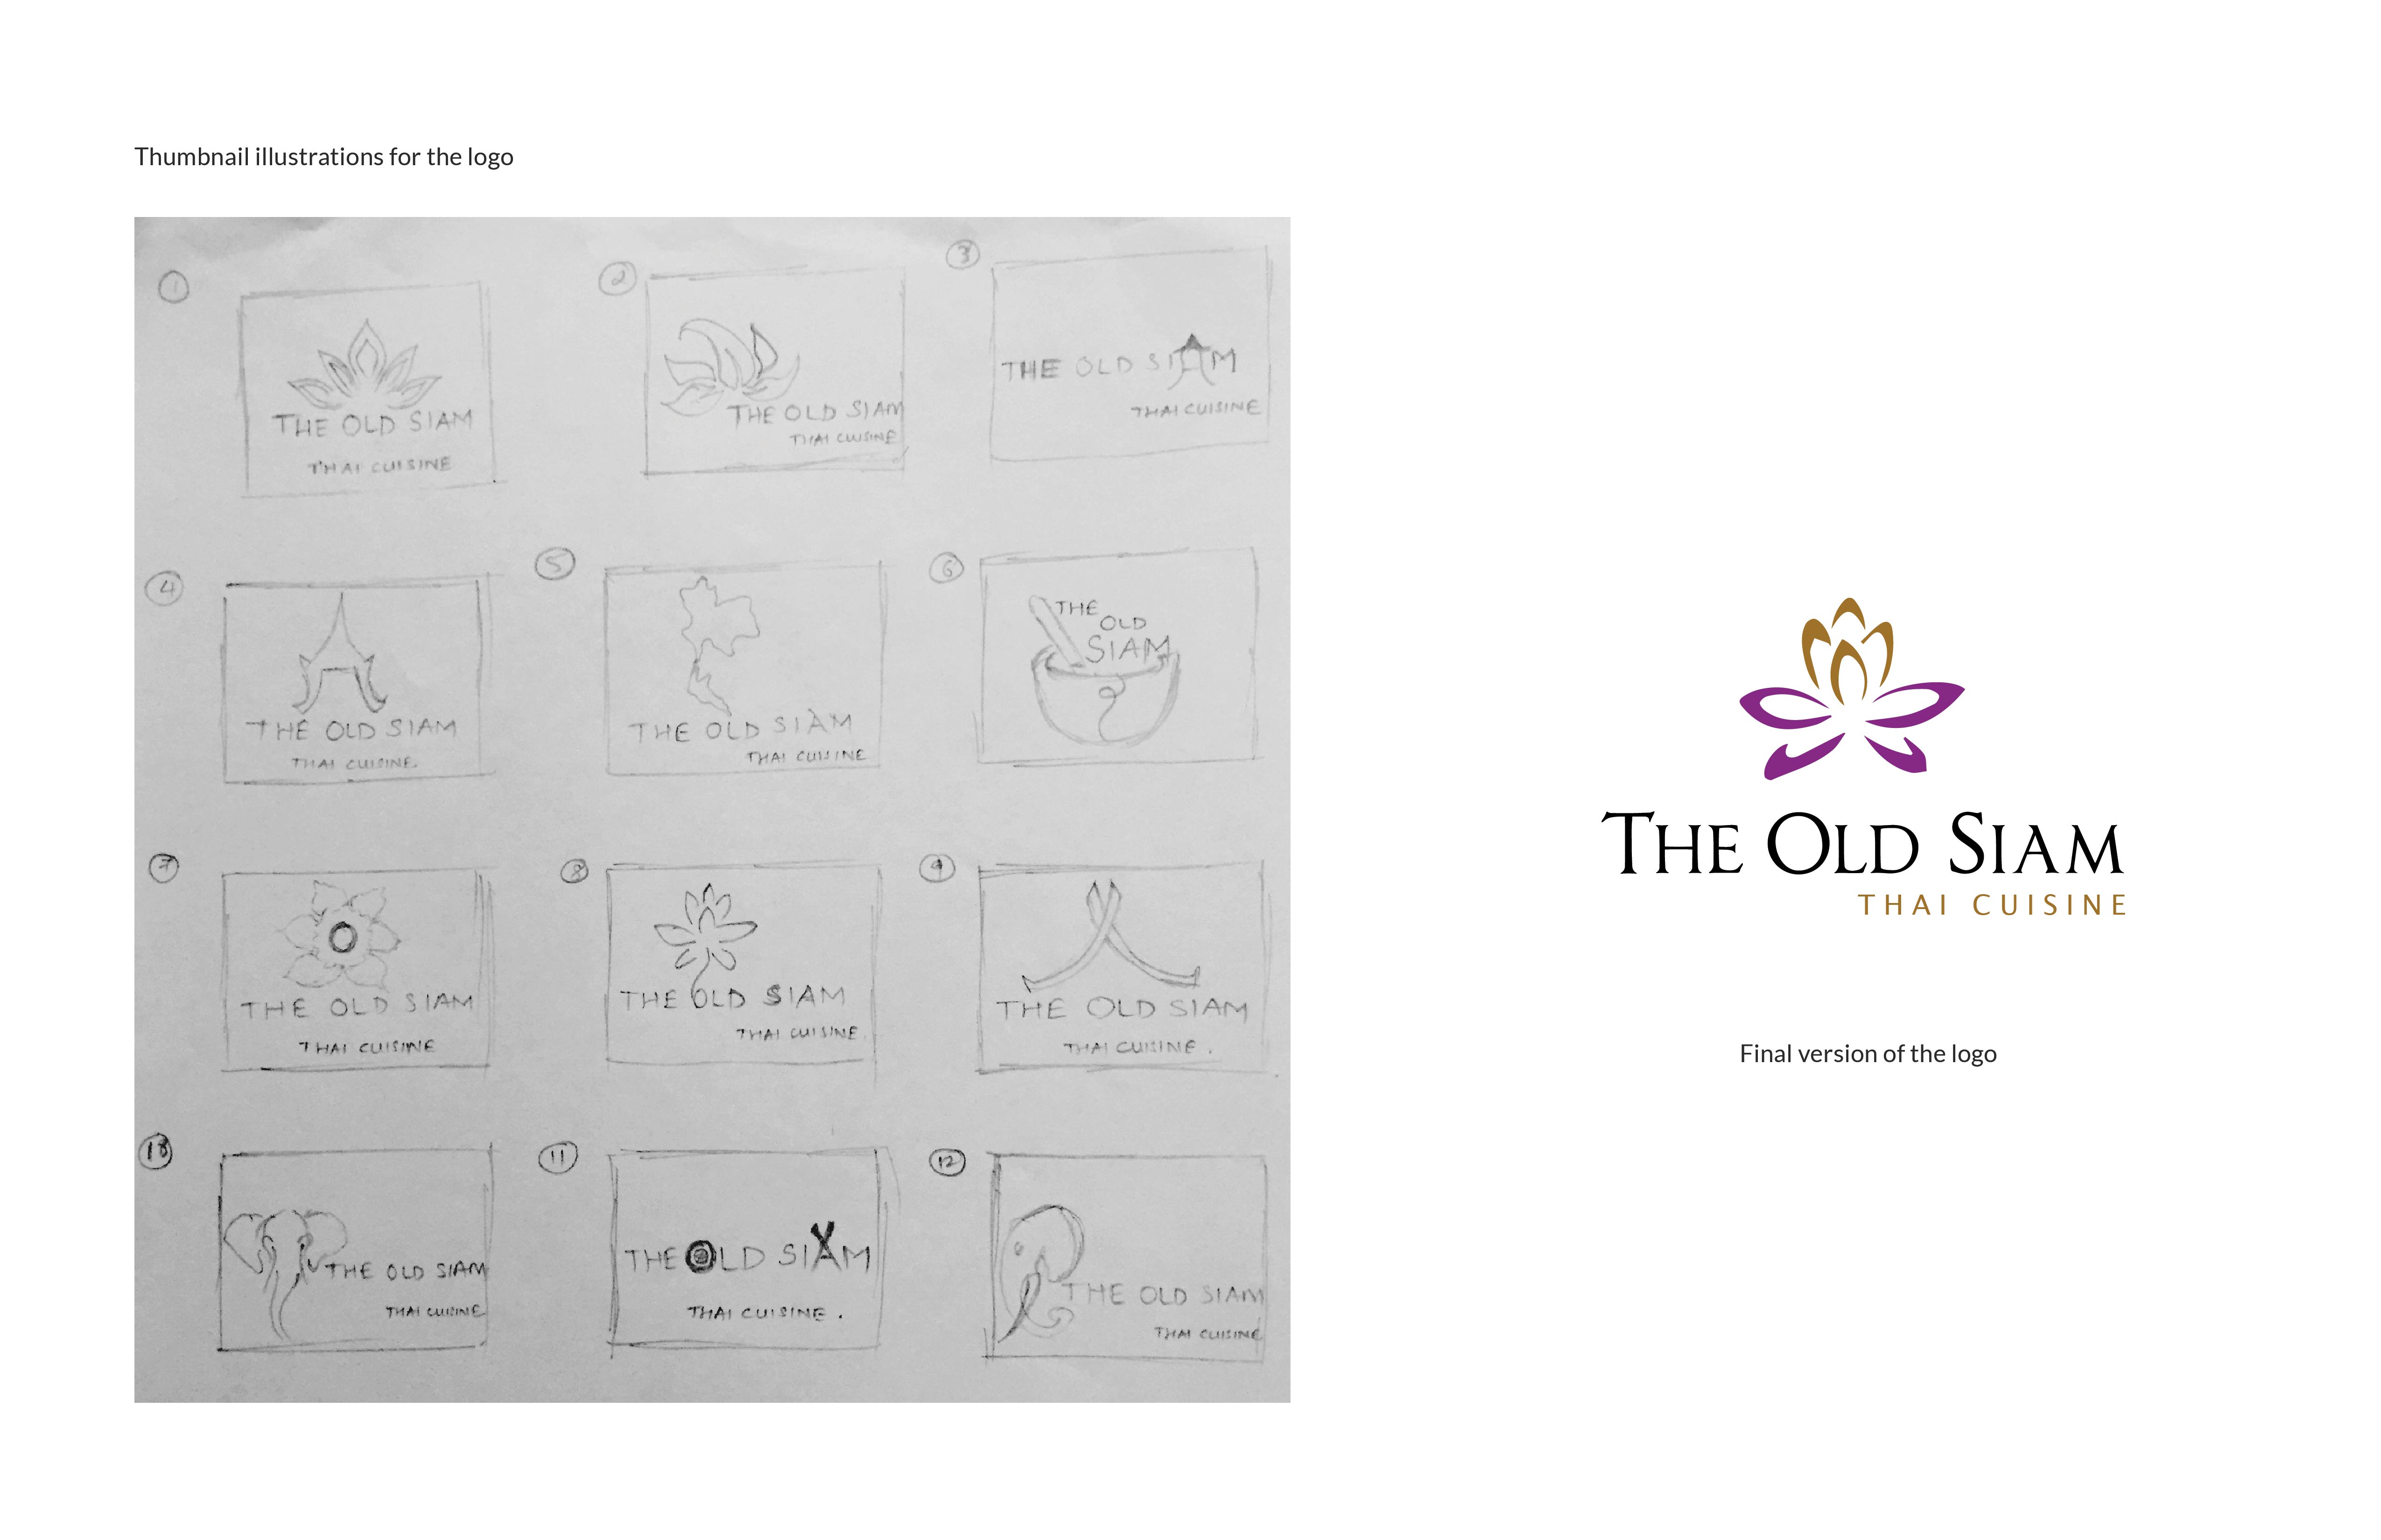 Thumbnail illustrations for the logo
1
THE OLD SIAM
THAI CUISINE
2
THE OLD SIAM
THAI CUISINE
3
THE OLD SIAM
THAI CUISINE
4
THE OLD SIAM
THAI CUISINE.
5
THE OLD SIAM
THAI CUISINE
6
THE
OLD
SIAM
7
THE OLD SIAM
THAI CUISINE
8
THE OLD SIAM
THAI CUISINE.
9
THE OLD SIAM
THAI CUISINE.
10
THE OLD SIAM
THAI CUISINE
11
THE OLD SIAM
THAI CUISINE.
12
THE OLD SIAM
THAI CUISINE
THE OLD SIAM
THAI CUISINE
Final version of the logo